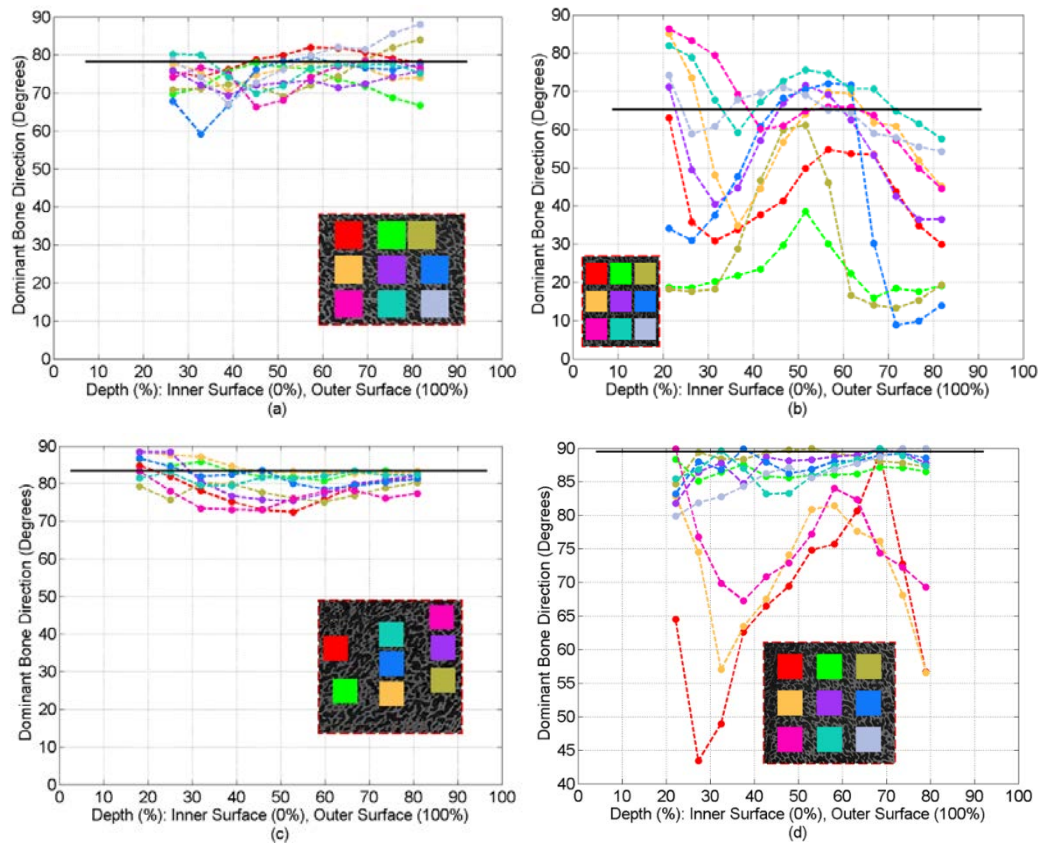 Dominant Bone Direction (Degrees)
90
80
70
60
50
40
30
20
10
0
0 10 20 30 40 50 60 70 80 90 100
Depth (%): Inner Surface (0%), Outer Surface (100%)
(a)
Dominant Bone Direction (Degrees)
90
80
70
60
50
40
30
20
10
0
0 10 20 30 40 50 60 70 80 90 100
Depth (%): Inner Surface (0%), Outer Surface (100%)
(b)
Dominant Bone Direction (Degrees)
90
80
70
60
50
40
30
20
10
0
0 10 20 30 40 50 60 70 80 90 100
Depth (%): Inner Surface (0%), Outer Surface (100%)
(c)
Dominant Bone Direction (Degrees)
90
85
80
75
70
65
60
55
50
45
40
0 10 20 30 40 50 60 70 80 90 100
Depth (%): Inner Surface (0%), Outer Surface (100%)
(d)